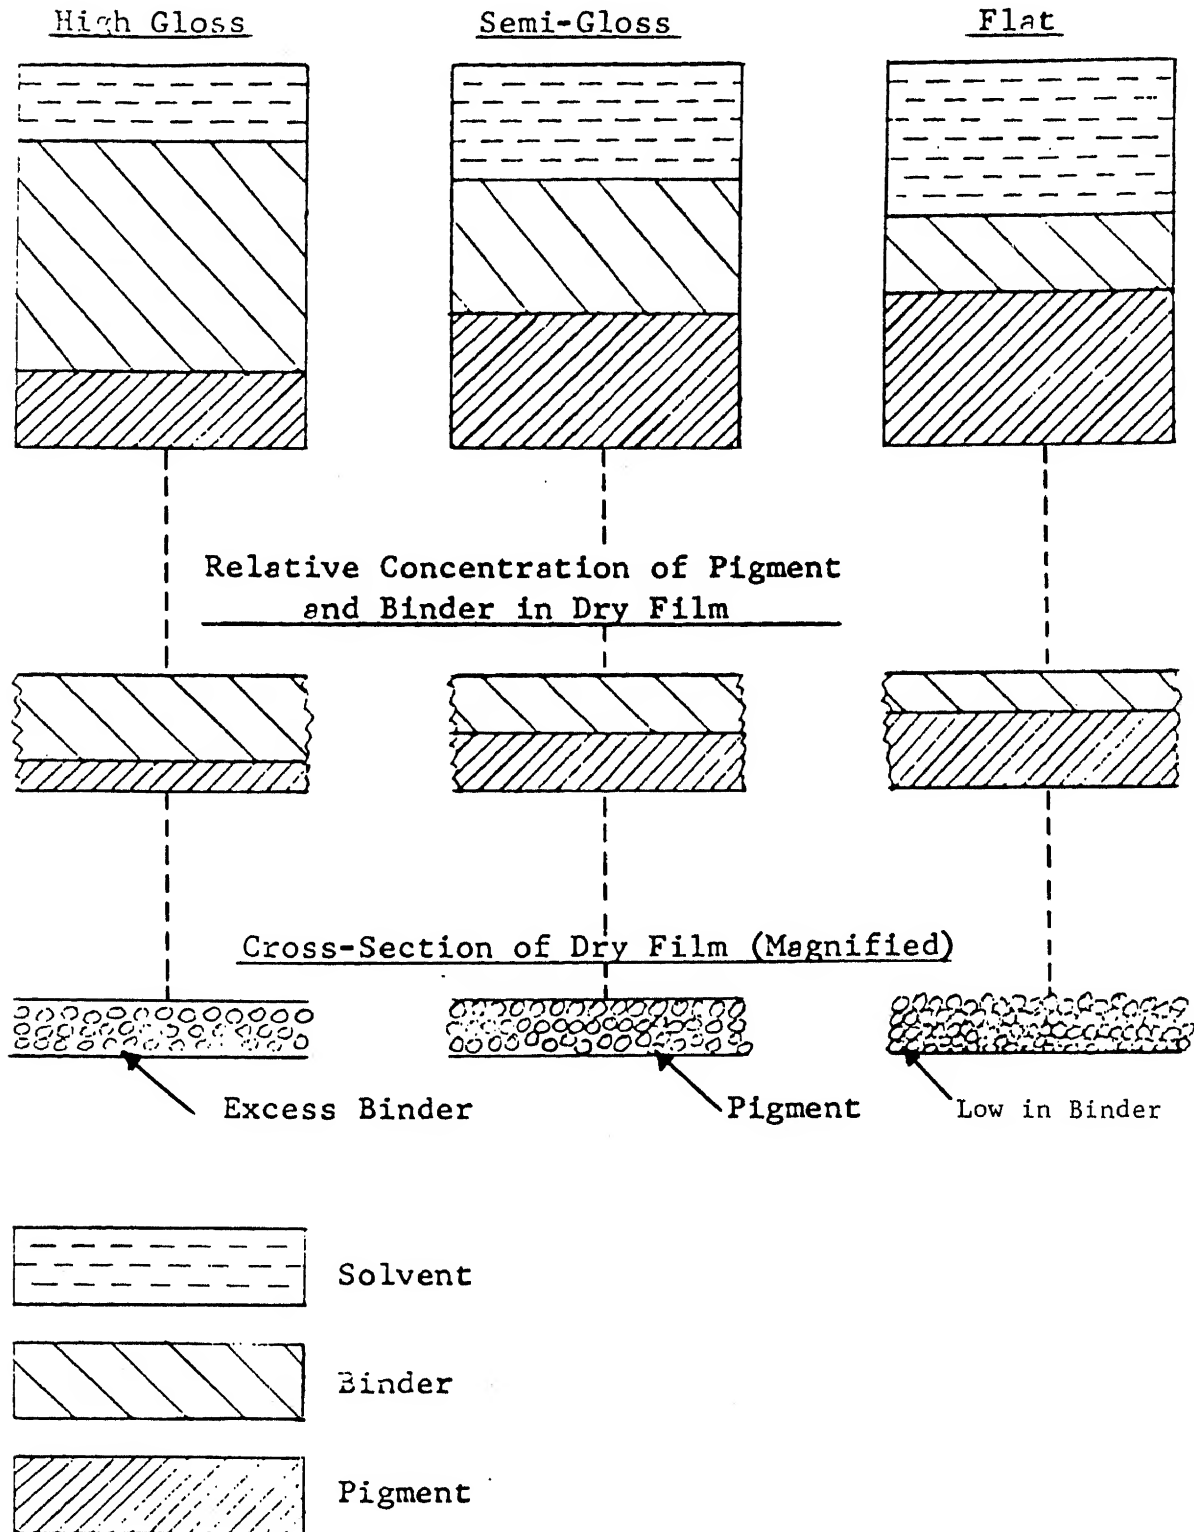 High Gloss
Semi-Gloss
Flat
Relative Concentration of Pigment
and Binder in Dry Film
Cross-Section of Dry Film (Magnified)
Excess Binder
Pigment
Low in Binder
Solvent
Binder
Pigment